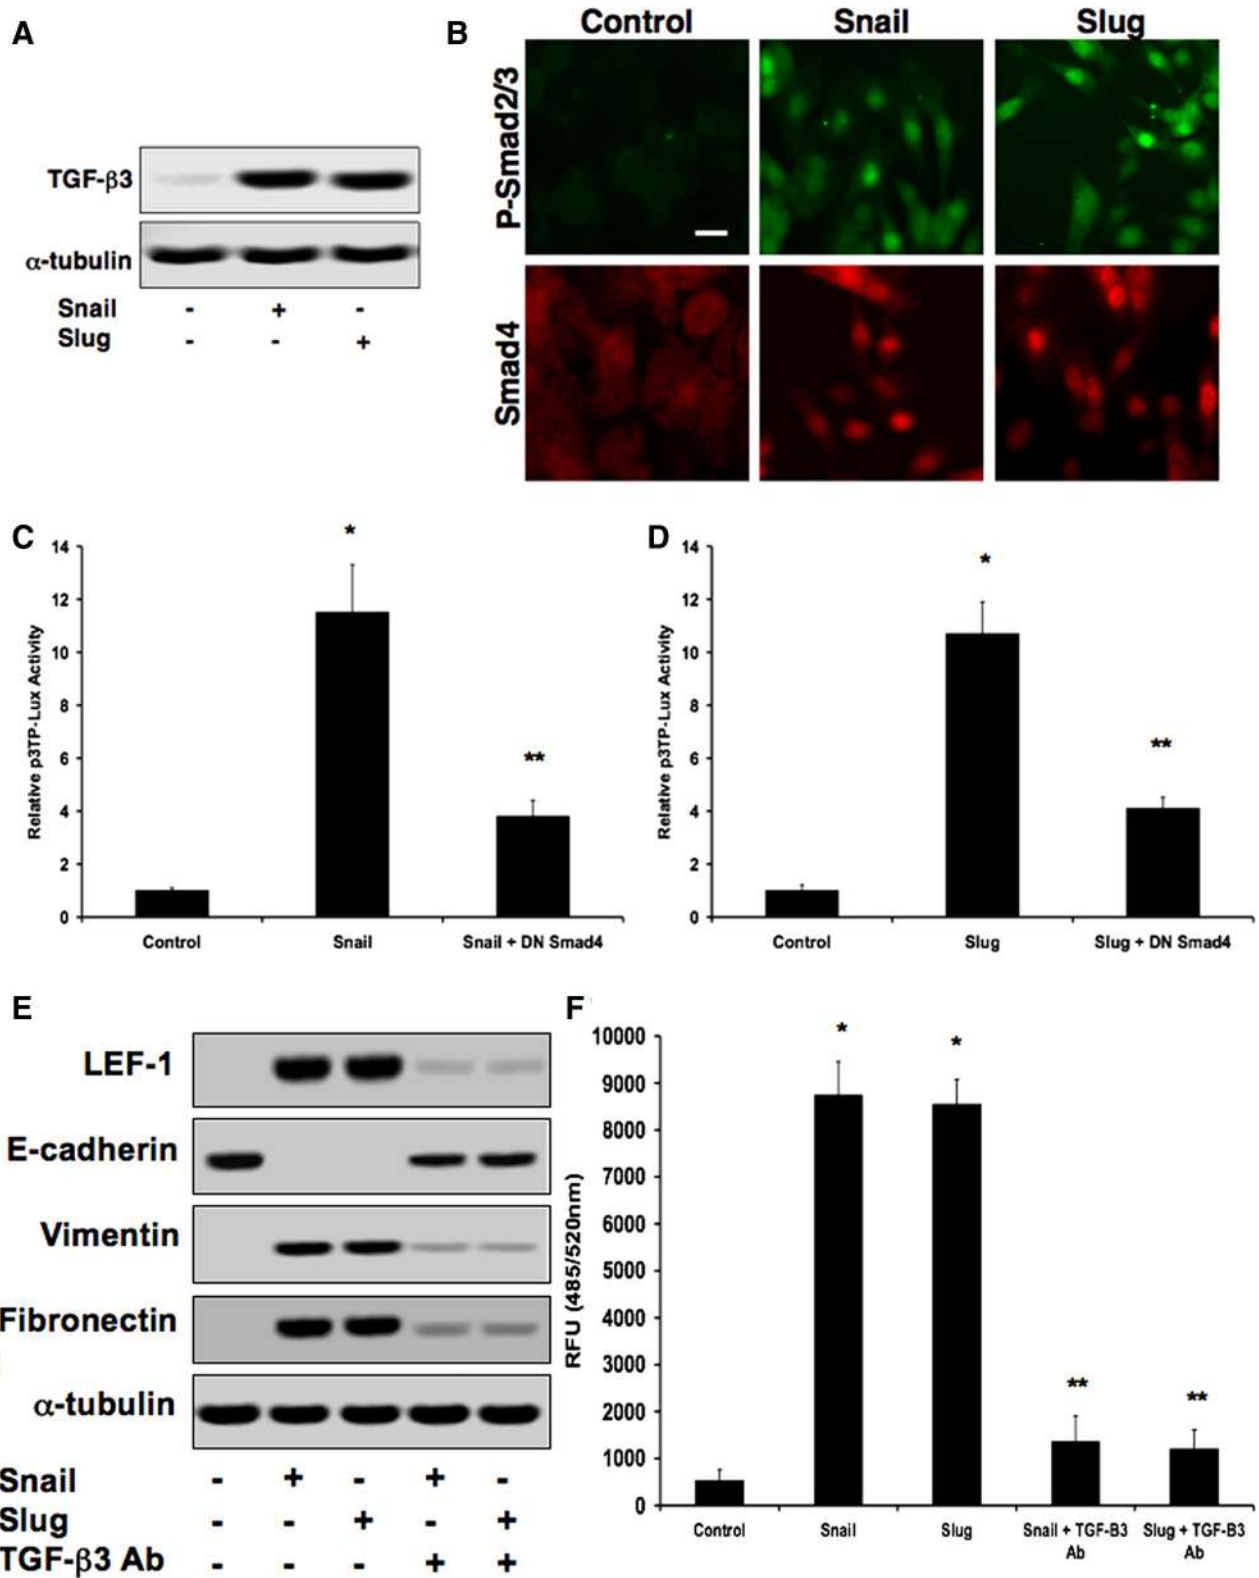 A
TGF-β3
α-tubulin
Snail - + -
Slug - - +
B
Control Snail Slug
P-Smad2/3
Smad4
C
14
12
10
8
6
4
2
0
Relative p3TP-Lux Activity
*
**
Control Snail Snail + DN Smad4
D
14
12
10
8
6
4
2
0
Relative p3TP-Lux Activity
*
**
Control Slug Slug + DN Smad4
E
LEF-1
E-cadherin
Vimentin
Fibronectin
α-tubulin
Snail - + - + -
Slug - - + - +
TGF-β3 Ab - - - + +
F
10000
9000
8000
7000
6000
5000
4000
3000
2000
1000
0
RFU (485/520nm)
* *
** **
Control Snail Slug Snail + TGF-B3 Slug + TGF-B3
Ab Ab